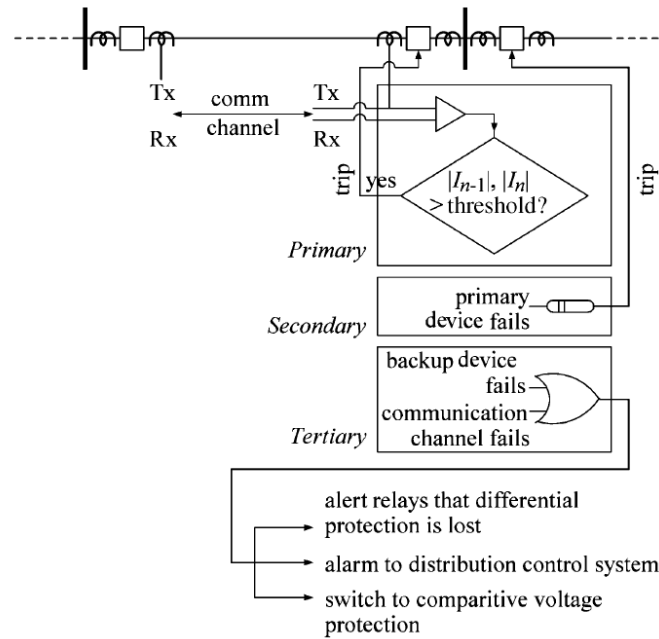 Tx
comm
Tx
Rx
channel
Rx
trip
yes
|I_{n-1}|, |I_n|
> threshold?
trip
Primary
primary
device fails
Secondary
backup device
fails
communication
channel fails
Tertiary
alert relays that differential
protection is lost
alarm to distribution control system
switch to comparitive voltage
protection